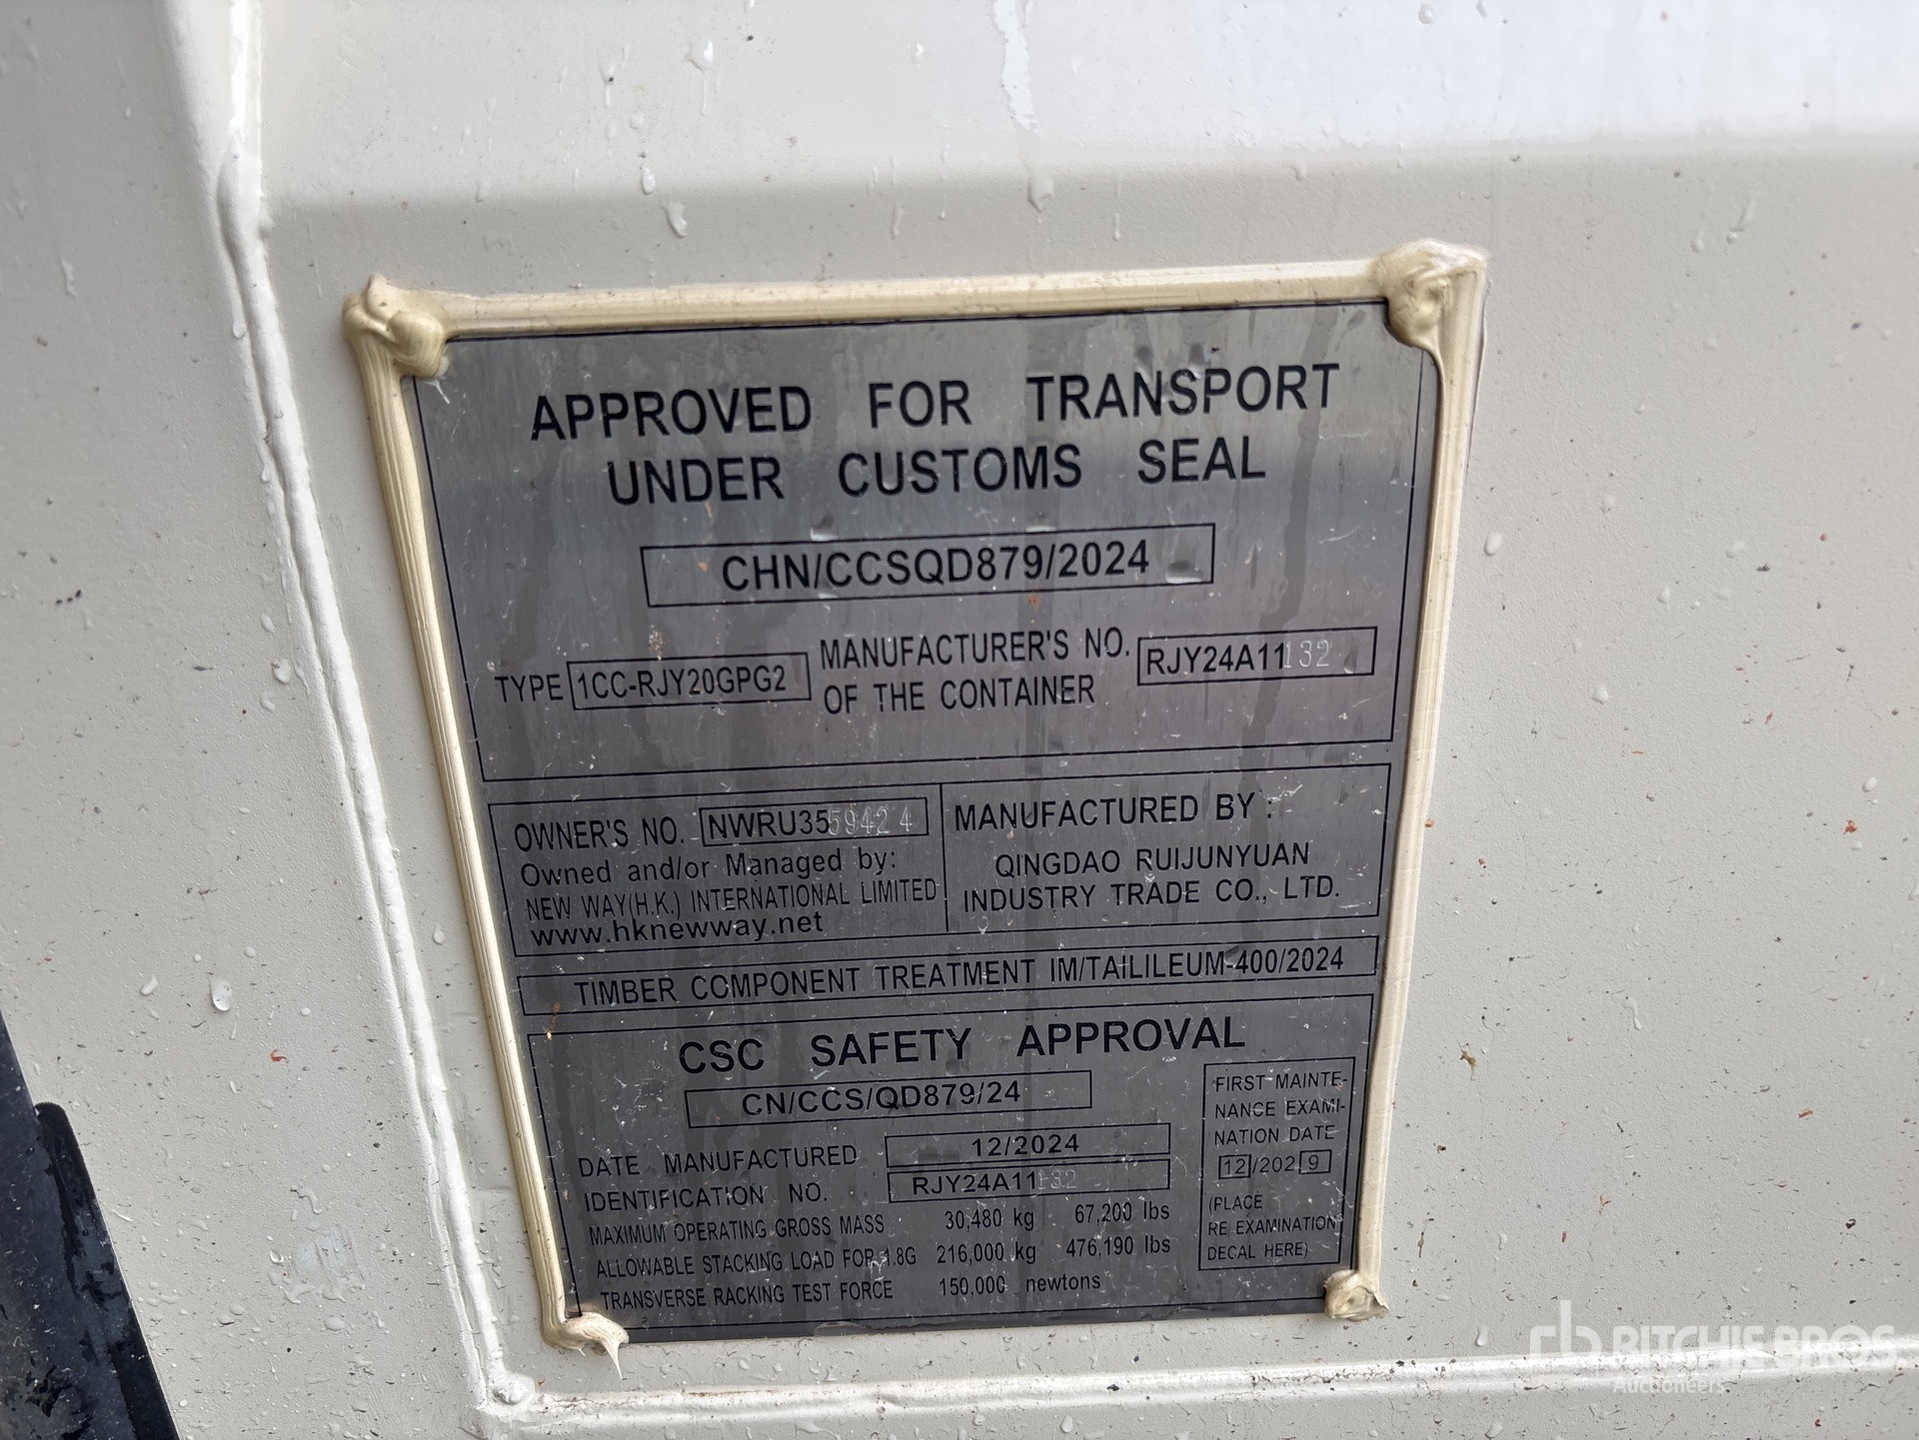 APPROVED FOR TRANSPORT
UNDER CUSTOMS SEAL
CHN/CCSQD879/2024
TYPE 1CC-RJY20GPG2
MANUFACTURER'S NO.
OF THE CONTAINER
RJY24A11132
OWNER'S NO. NWRU3559424
Owned and/or Managed by:
NEW WAY(H.K.) INTERNATIONAL LIMITED
www.hknewway.net
MANUFACTURED BY :
QINGDAO RUIJUNYUAN
INDUSTRY TRADE CO., LTD.
TIMBER COMPONENT TREATMENT IM/TAILILEUM-400/2024
CSC SAFETY APPROVAL
CN/CCS/QD879/24
DATE MANUFACTURED 12/2024
IDENTIFICATION NO. RJY24A11132
MAXIMUM OPERATING GROSS MASS 30,480 kg 67,200 lbs
ALLOWABLE STACKING LOAD FOR 1.8G 216,000 kg 476,190 lbs
TRANSVERSE RACKING TEST FORCE 150,000 newtons
FIRST MAINTE-
NANCE EXAMI-
NATION DATE
12/2029
(PLACE
RE EXAMINATION
DECAL HERE)
rb RITCHIE BROS.
Auctioneers